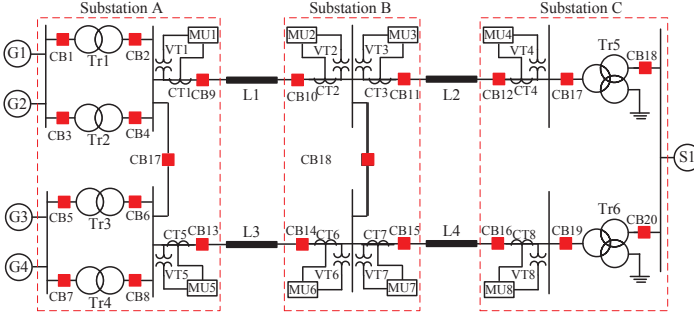 Substation A
Substation B
Substation C
G1
CB1
Tr1
CB2
VT1
MU1
CT1
CB9
L1
CB10
MU2
VT2
CT2
VT3
MU3
CT3
CB11
L2
CB12
MU4
VT4
CT4
CB17
Tr5
CB18
G2
CB3
Tr2
CB4
CB17
CB18
S1
G3
CB5
Tr3
CB6
CT5
CB13
L3
CB14
CT6
CT7
CB15
L4
CB16
CT8
CB19
Tr6
CB20
G4
CB7
Tr4
CB8
VT5
MU5
VT6
MU6
VT7
MU7
VT8
MU8